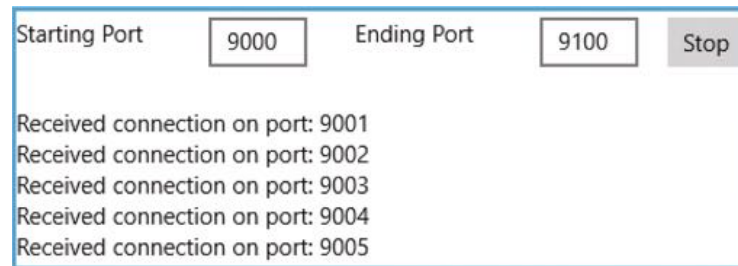 Starting Port 9000 Ending Port 9100 Stop
Received connection on port: 9001
Received connection on port: 9002
Received connection on port: 9003
Received connection on port: 9004
Received connection on port: 9005